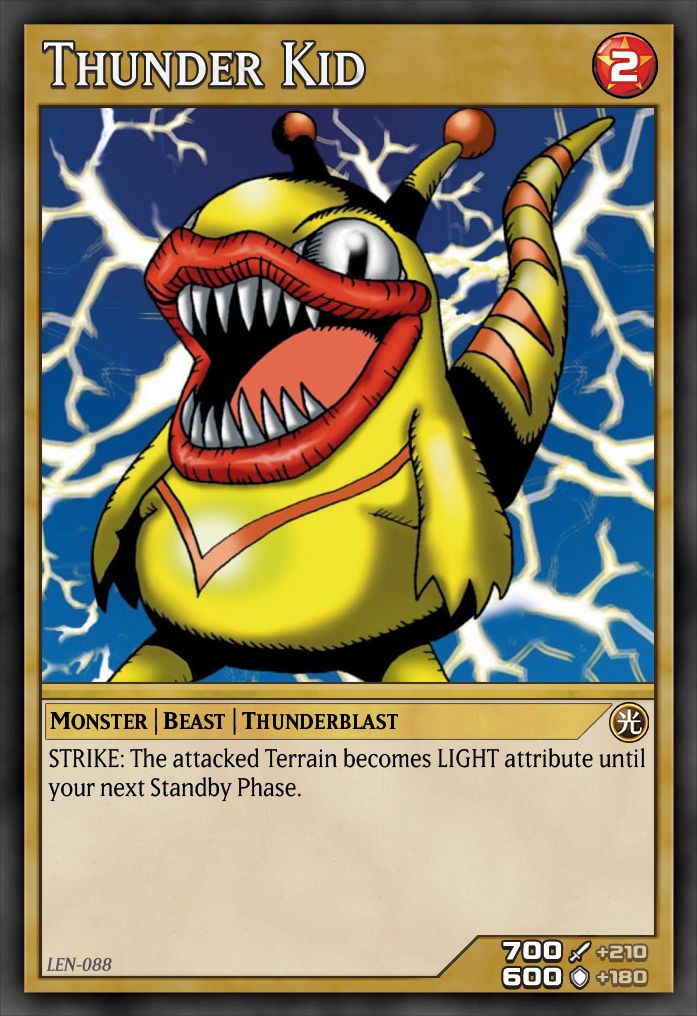 Thunder Kid
2
Monster | Beast | Thunderblast
光
STRIKE: The attacked Terrain becomes LIGHT attribute until
your next Standby Phase.
700 +210
LEN-088
600 +180